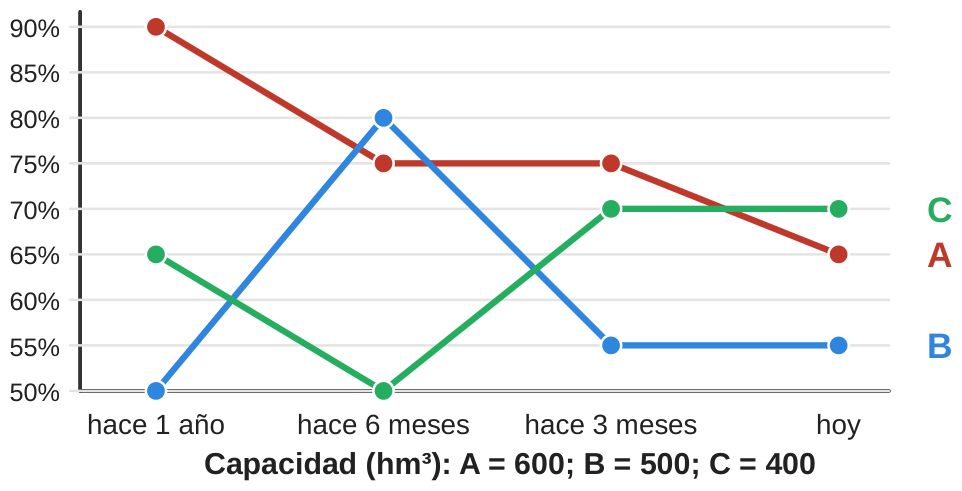 90%
85%
80%
75%
70%
65%
60%
55%
50%
C
A
B
hace 1 año
hace 6 meses
hace 3 meses
hoy
Capacidad (hm³): A = 600; B = 500; C = 400